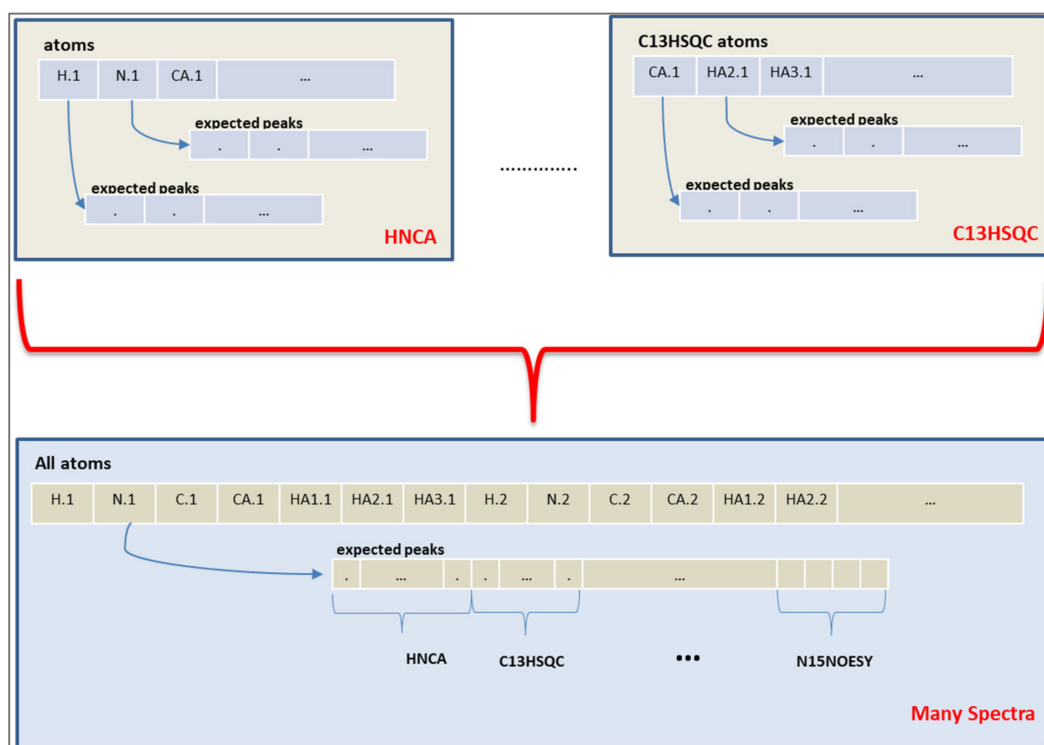 atoms
H.1 N.1 CA.1 ...
expected peaks
. . ...
expected peaks
. . ...
HNCA
..............
C13HSQC atoms
CA.1 HA2.1 HA3.1 ...
expected peaks
. . ...
expected peaks
. . ...
C13HSQC
All atoms
H.1 N.1 C.1 CA.1 HA1.1 HA2.1 HA3.1 H.2 N.2 C.2 CA.2 HA1.2 HA2.2 ...
expected peaks
. ... . . ... . ...
HNCA C13HSQC ... N15NOESY
Many Spectra